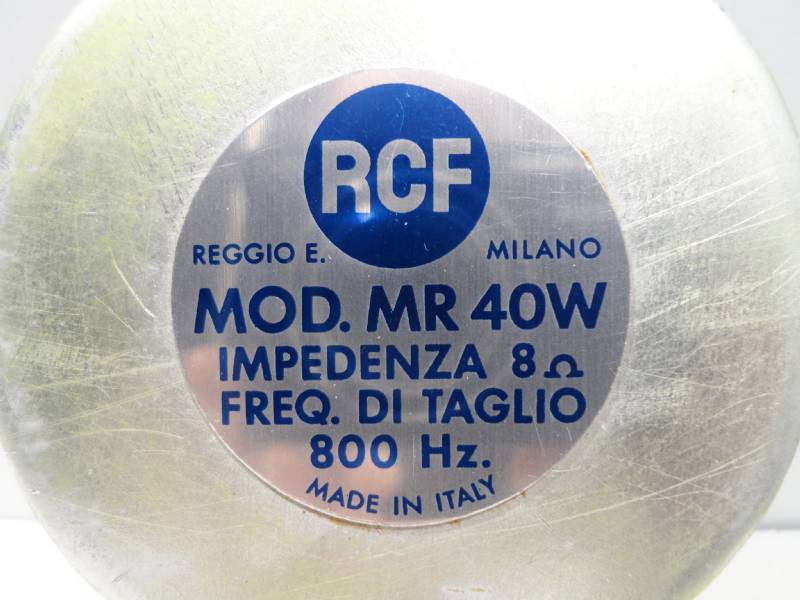 RCF
REGGIO E. MILANO
MOD. MR 40W
IMPEDENZA 8Ω
FREQ. DI TAGLIO
800 Hz.
MADE IN ITALY